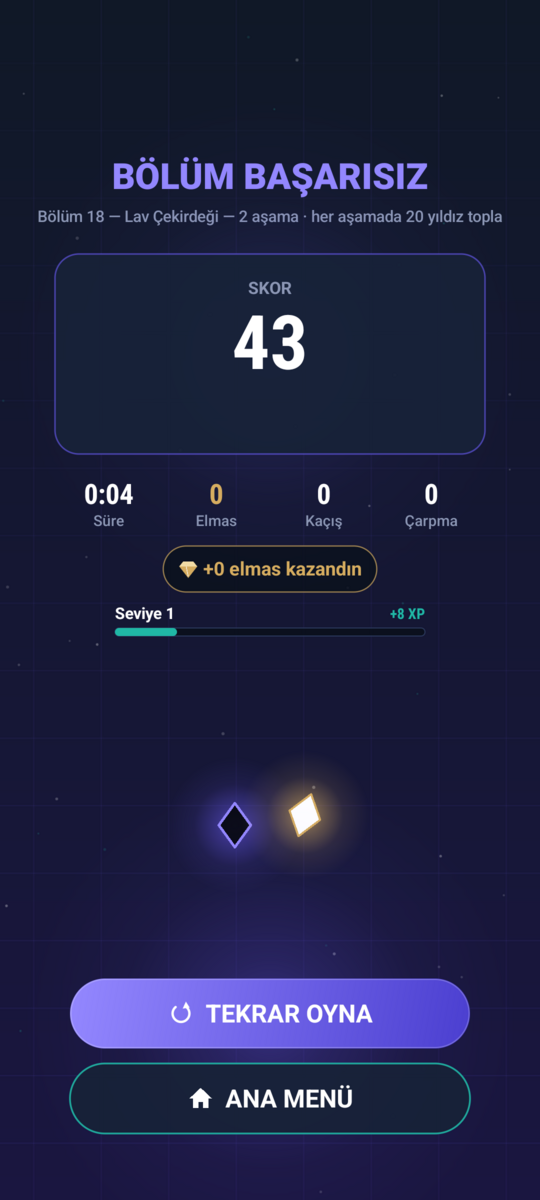 BÖLÜM BAŞARISIZ
Bölüm 18 — Lav Çekirdeği — 2 aşama · her aşamada 20 yıldız topla
SKOR
43
0:04 0 0 0
Süre Elmas Kaçış Çarpma
+0 elmas kazandın
Seviye 1 +8 XP
TEKRAR OYNA
ANA MENÜ